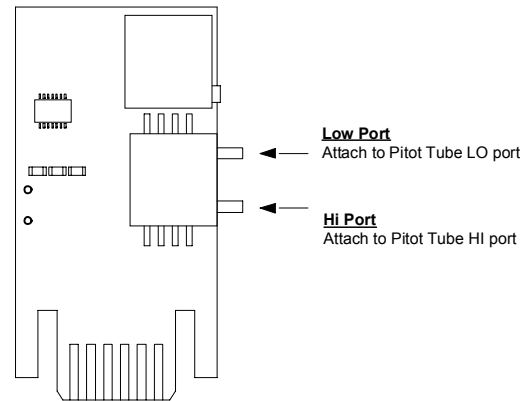 Low Port
Attach to Pitot Tube LO port
Hi Port
Attach to Pitot Tube HI port